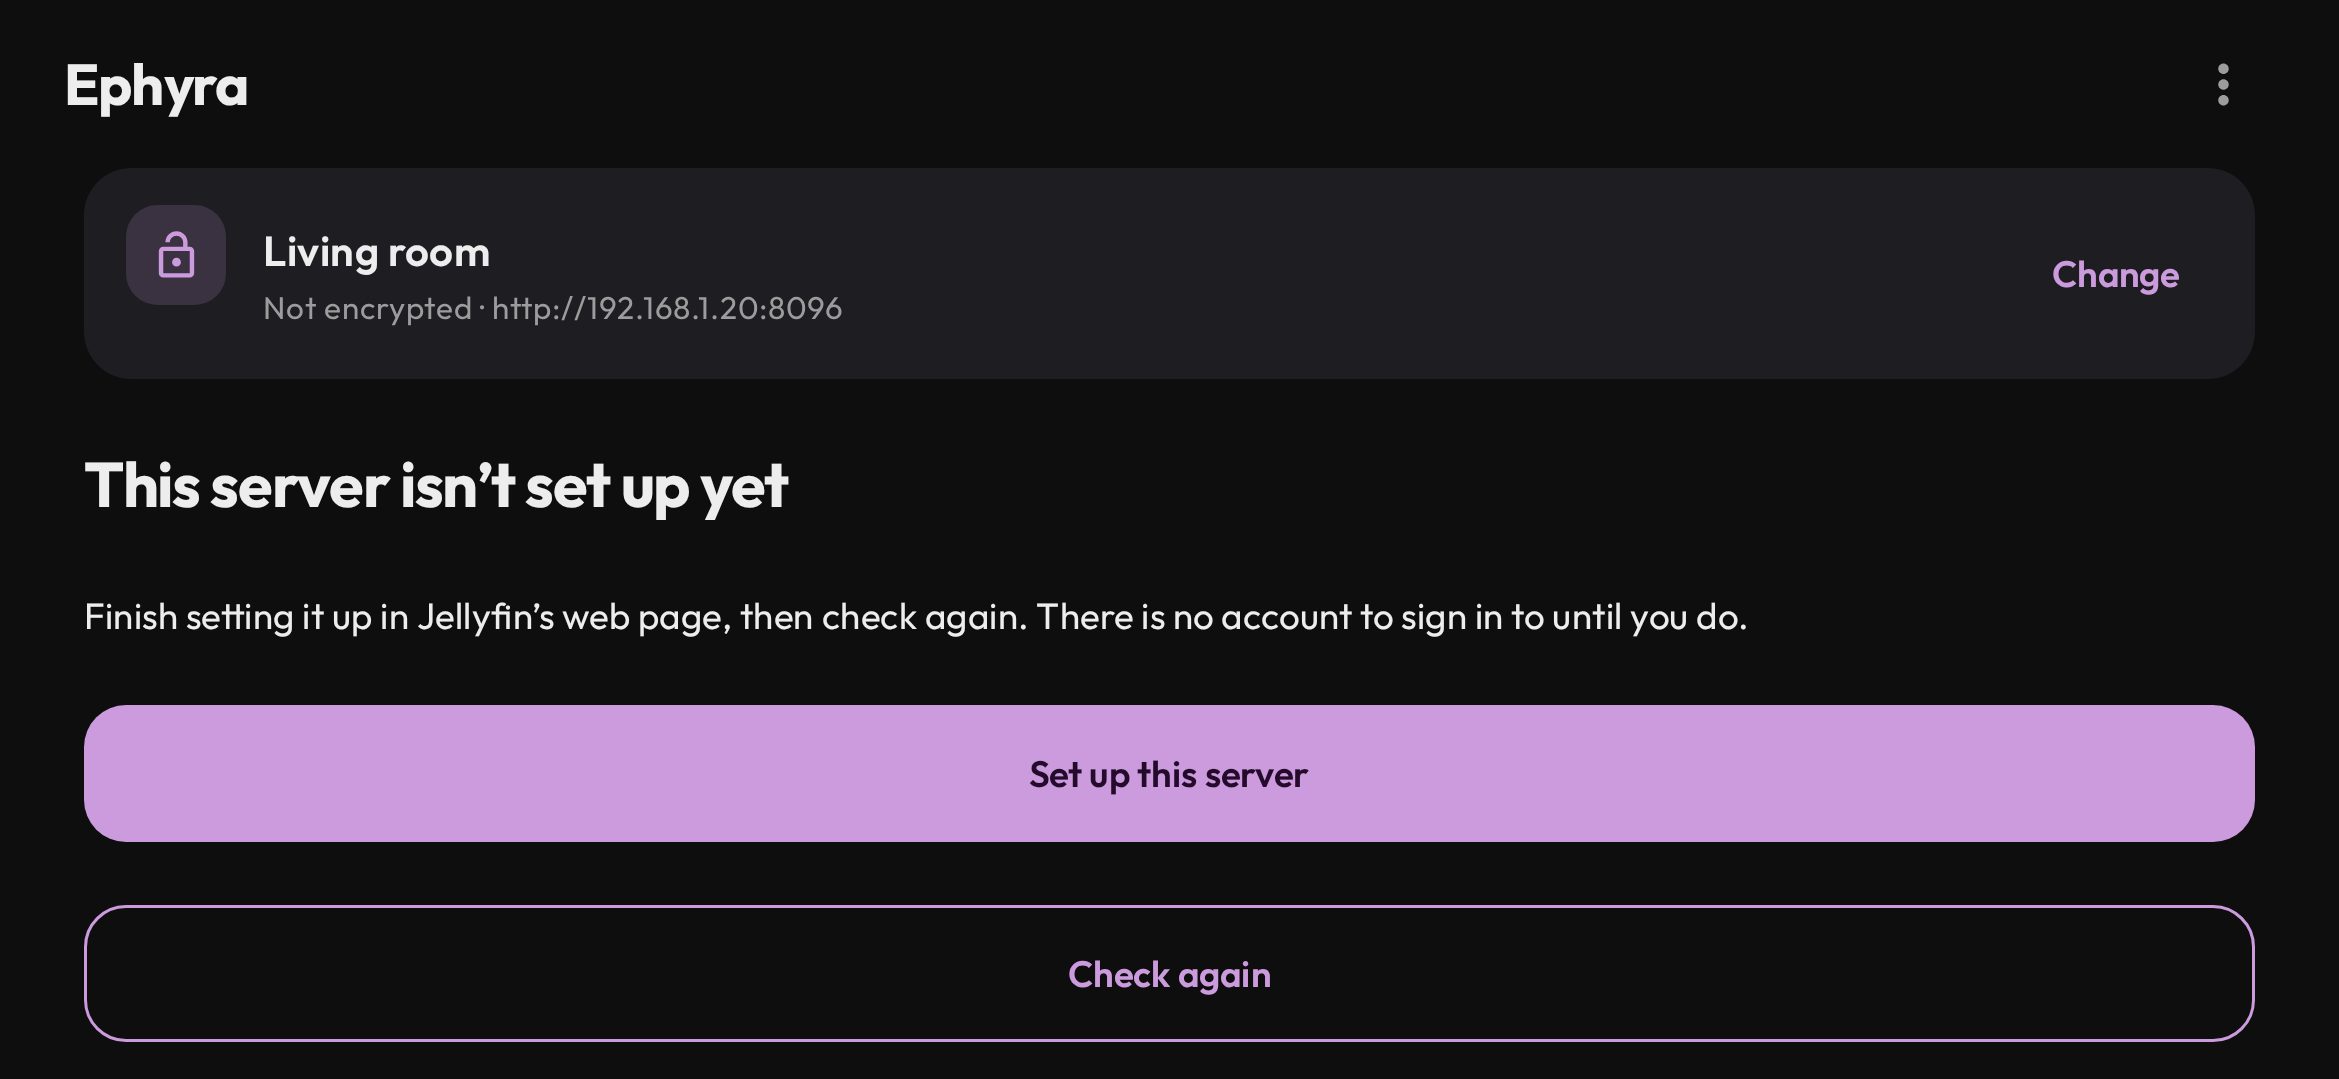 Ephyra
Living room
Not encrypted · http://192.168.1.20:8096
Change
This server isn’t set up yet
Finish setting it up in Jellyfin’s web page, then check again. There is no account to sign in to until you do.
Set up this server
Check again